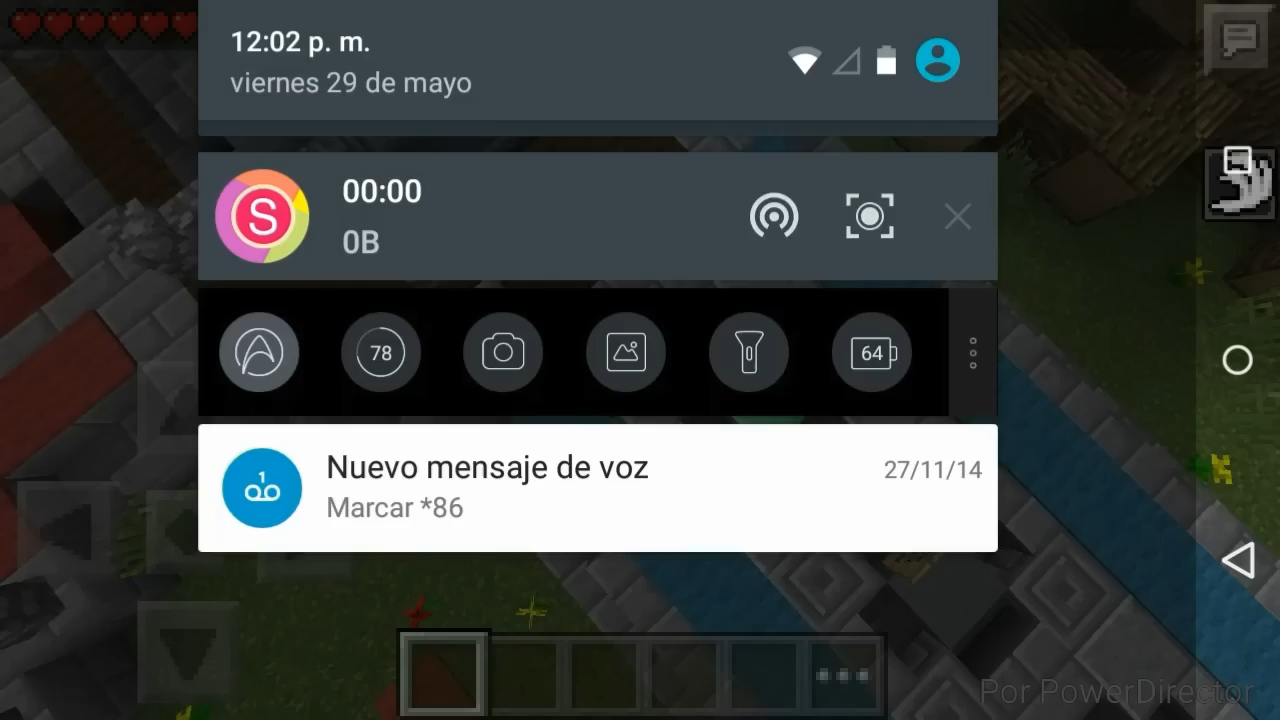 12:02 p. m.
viernes 29 de mayo
S
00:00
0B
78
64
1
Nuevo mensaje de voz
27/11/14
Marcar *86
Por PowerDirector